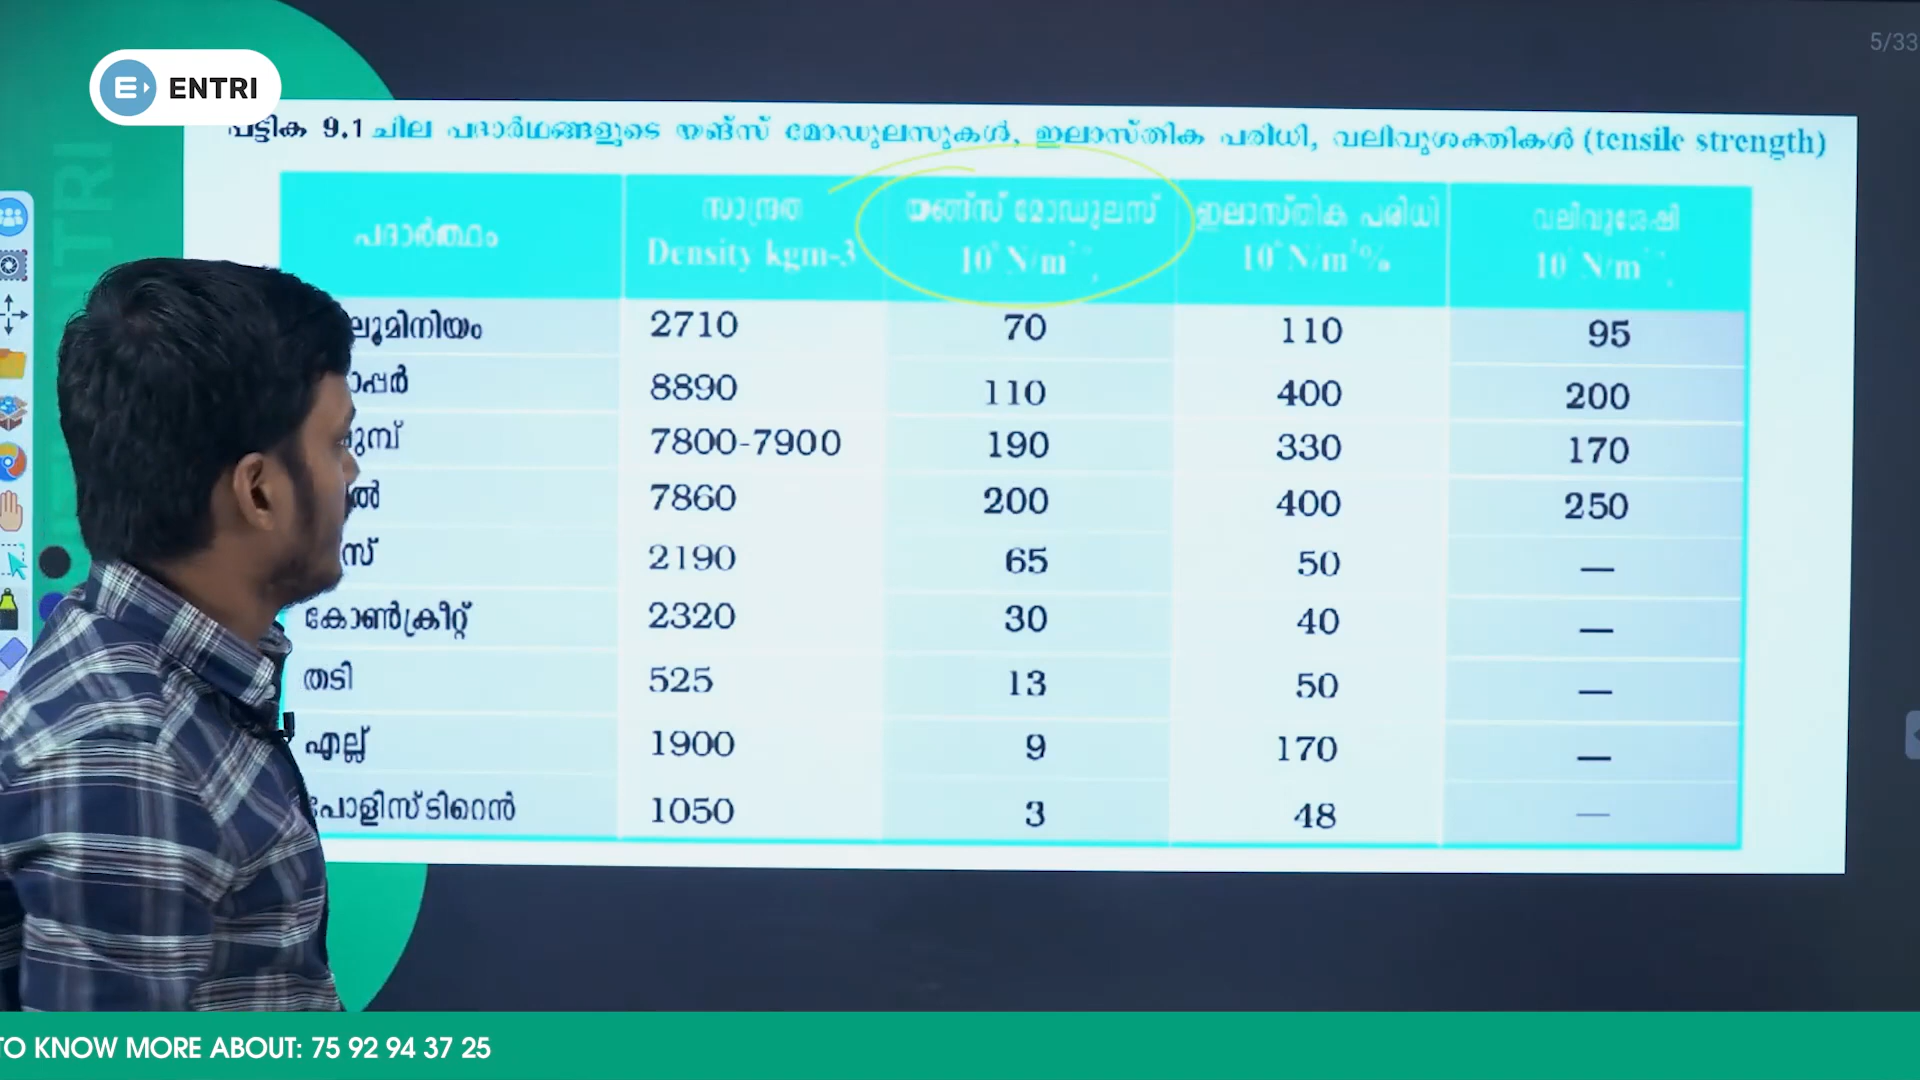 5/33
ENTRI
പട്ടിക 9.1 ചില പദാർഥങ്ങളുടെ യങ്സ് മോഡുലസുകൾ, ഇലാസ്തിക പരിധി, വലിവുശക്തികൾ (tensile strength)
പദാർത്ഥം സാന്ദ്രത Density kgm-3 യങ്ങ്സ് മോഡുലസ് N/m ഇലാസ്തിക പരിധി N/m % വലിവുശേഷി N/m
ലൂമിനിയം 2710 70 110 95
പ്പർ 8890 110 400 200
മ്പ് 7800-7900 190 330 170
ൽ 7860 200 400 250
സ് 2190 65 50 —
കോൺക്രീറ്റ് 2320 30 40 —
തടി 525 13 50 —
എല്ല് 1900 9 170 —
പോളിസ്ടിറെൻ 1050 3 48 —
TO KNOW MORE ABOUT: 75 92 94 37 25